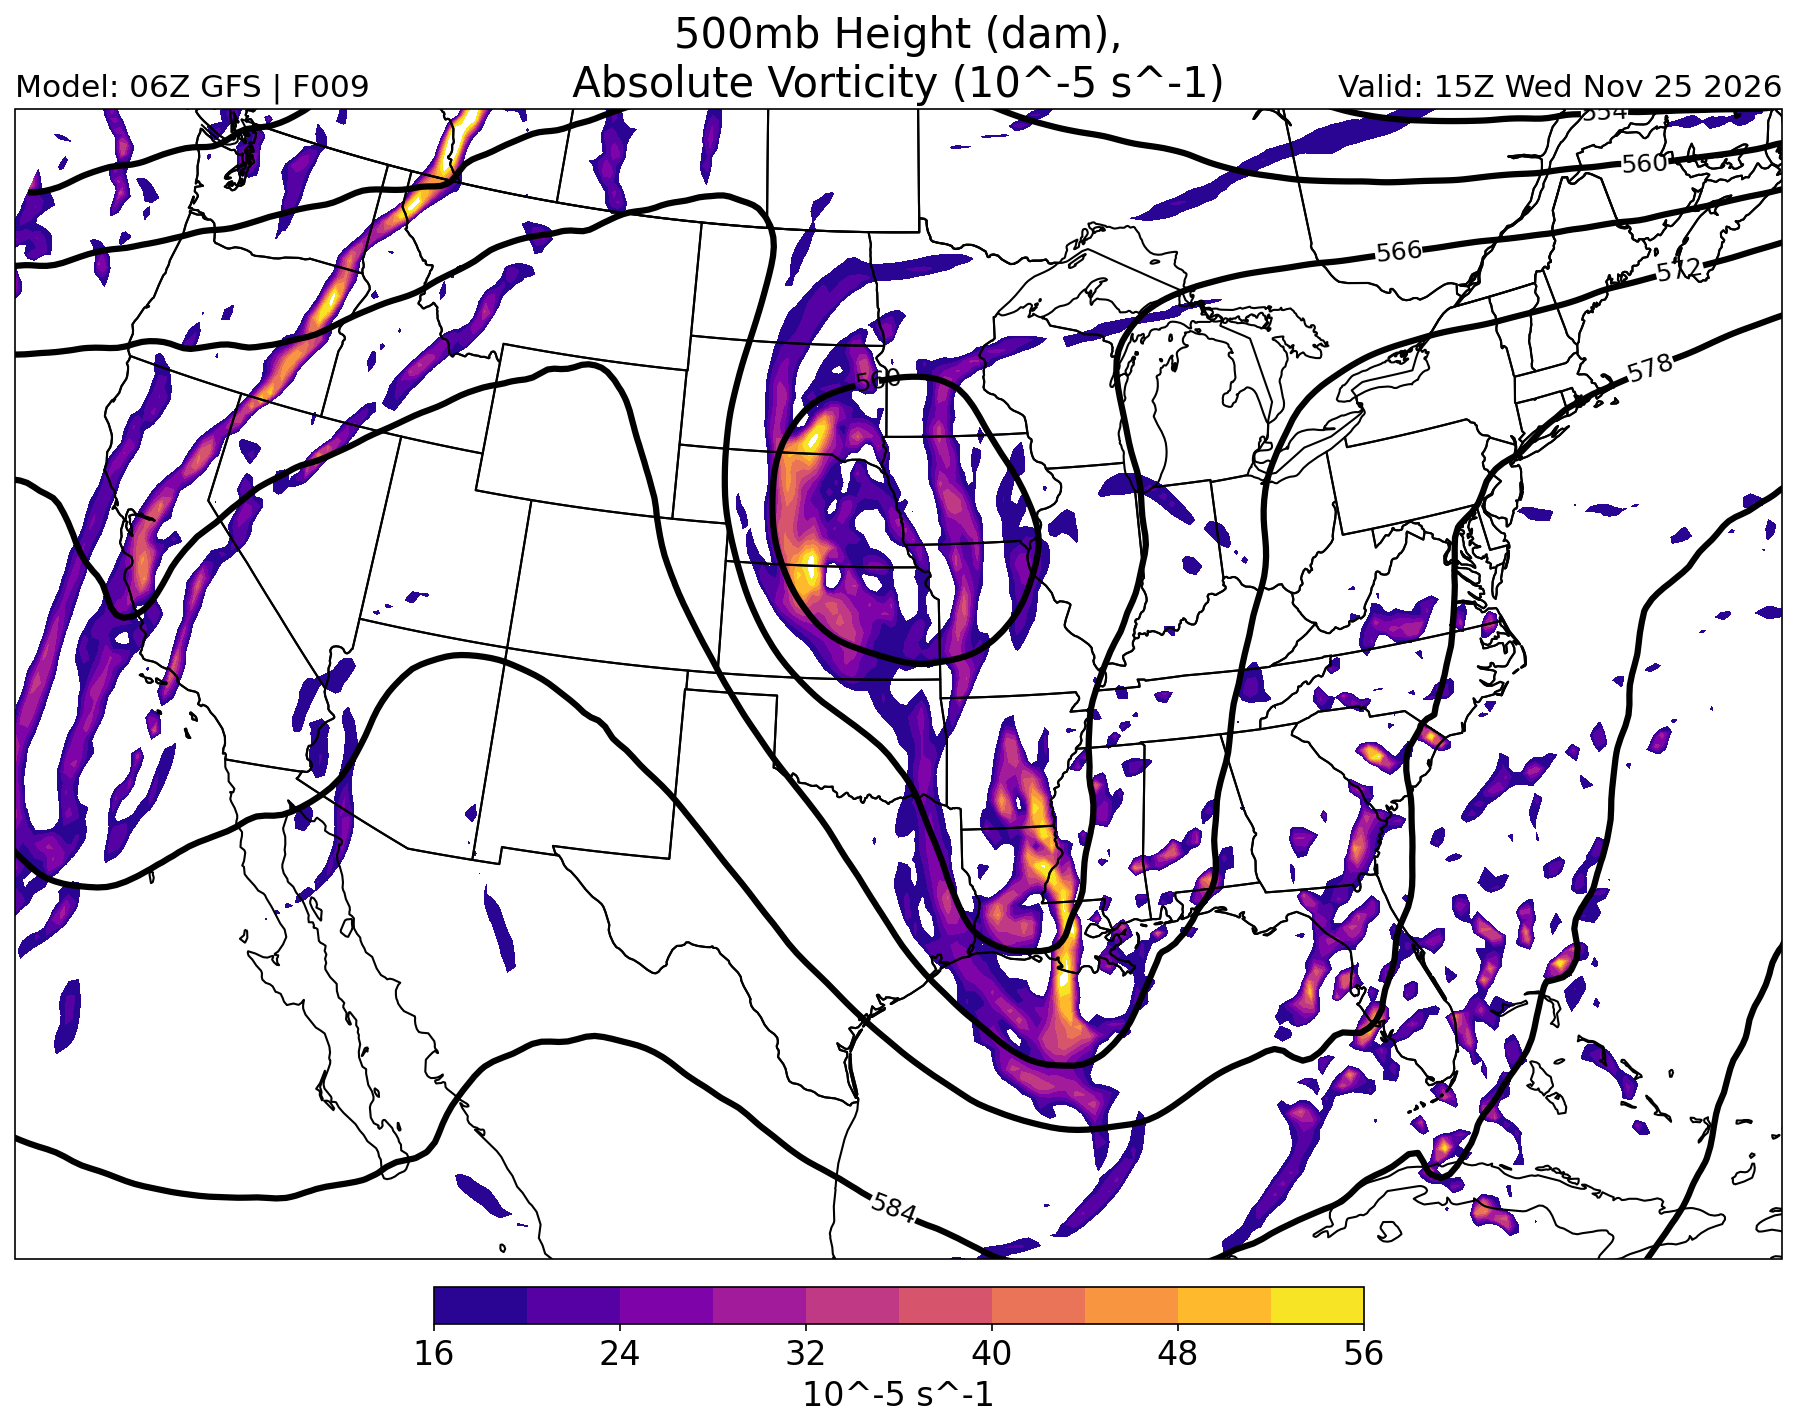 500mb Height (dam),
Absolute Vorticity (10^-5 s^-1)
Model: 06Z GFS | F009
Valid: 15Z Wed Nov 25 2026
554
560
566
572
578
560
584
16 24 32 40 48 56
10^-5 s^-1